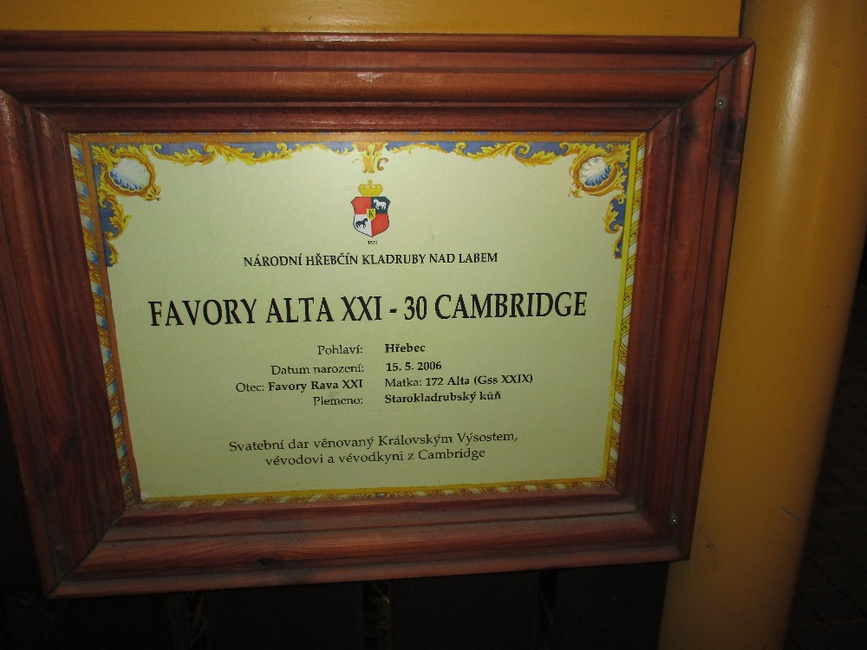 K
NÁRODNÍ HŘEBČÍN KLADRUBY NAD LABEM
FAVORY ALTA XXI - 30 CAMBRIDGE
Pohlaví: Hřebec
Datum narození: 15. 5. 2006
Otec: Favory Rava XXI Matka: 172 Alta (Gss XXIX)
Plemeno: Starokladrubský kůň
Svatební dar věnovaný Královským Výsostem,
vévodovi a vévodkyni z Cambridge